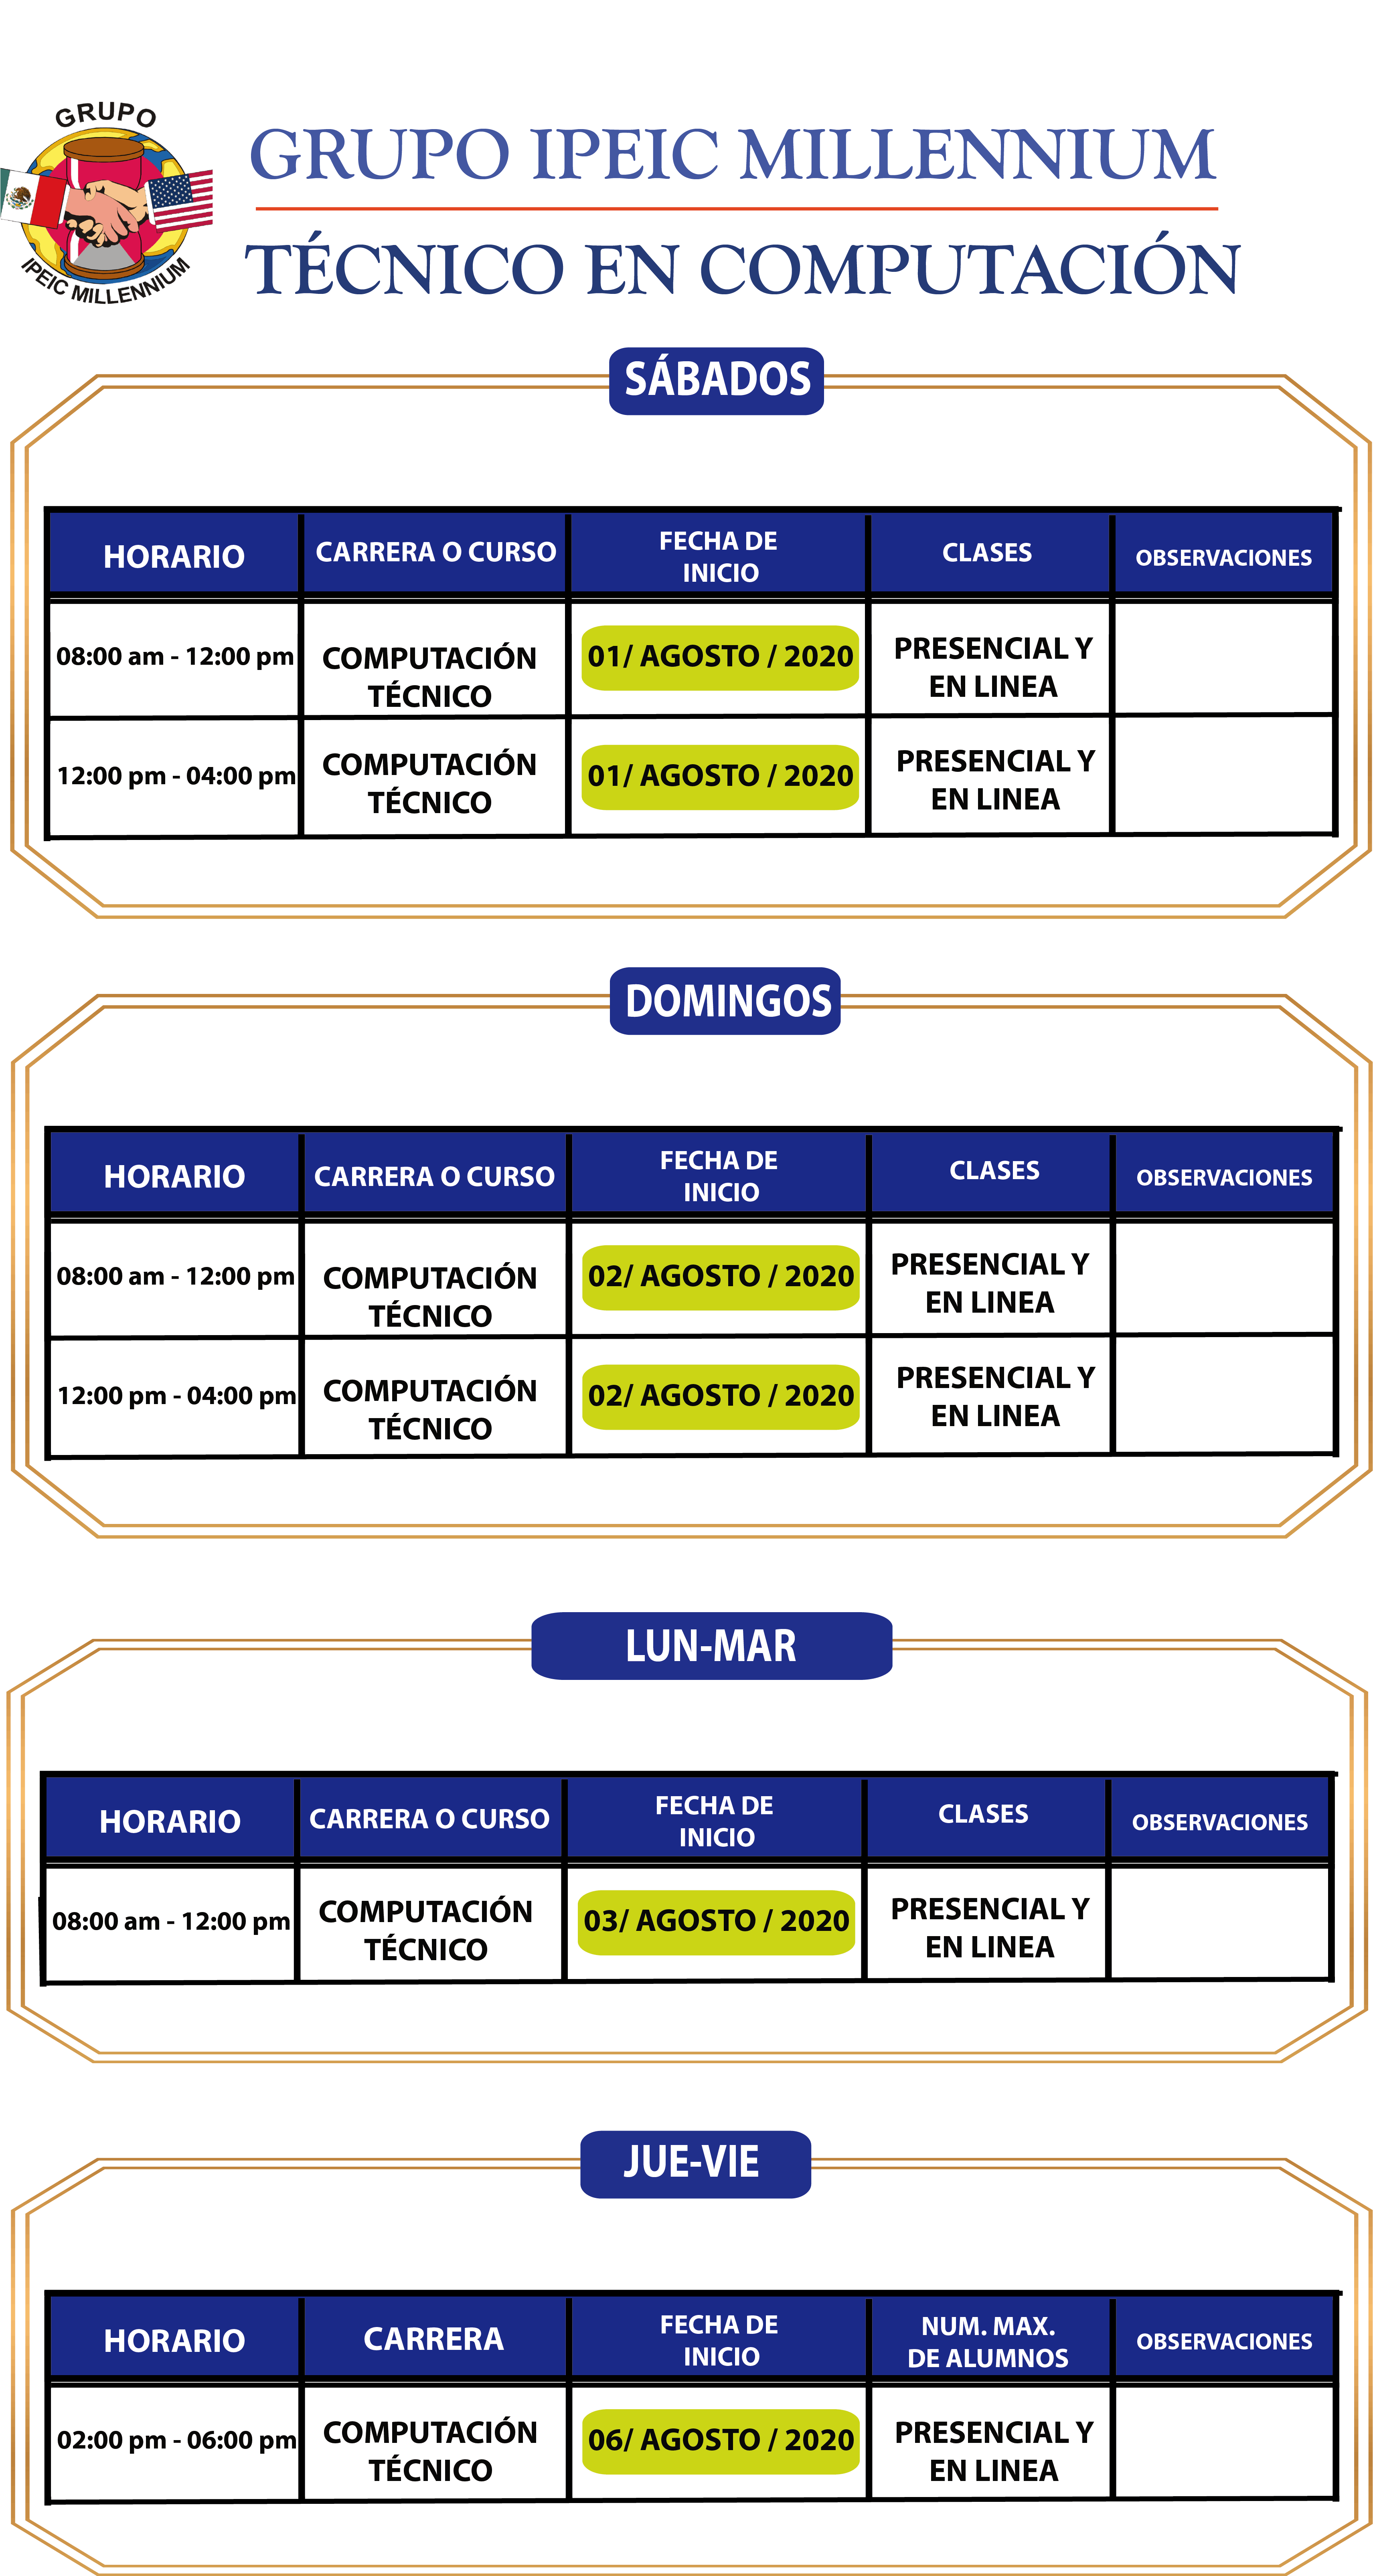 GRUPO
IPEIC MILLENNIUM
GRUPO IPEIC MILLENNIUM
TÉCNICO EN COMPUTACIÓN
SÁBADOS
HORARIO
CARRERA O CURSO
FECHA DE
INICIO
CLASES
OBSERVACIONES
08:00 am - 12:00 pm
COMPUTACIÓN
TÉCNICO
01/ AGOSTO / 2020
PRESENCIAL Y
EN LINEA
12:00 pm - 04:00 pm
COMPUTACIÓN
TÉCNICO
01/ AGOSTO / 2020
PRESENCIAL Y
EN LINEA
DOMINGOS
HORARIO
CARRERA O CURSO
FECHA DE
INICIO
CLASES
OBSERVACIONES
08:00 am - 12:00 pm
COMPUTACIÓN
TÉCNICO
02/ AGOSTO / 2020
PRESENCIAL Y
EN LINEA
12:00 pm - 04:00 pm
COMPUTACIÓN
TÉCNICO
02/ AGOSTO / 2020
PRESENCIAL Y
EN LINEA
LUN-MAR
HORARIO
CARRERA O CURSO
FECHA DE
INICIO
CLASES
OBSERVACIONES
08:00 am - 12:00 pm
COMPUTACIÓN
TÉCNICO
03/ AGOSTO / 2020
PRESENCIAL Y
EN LINEA
JUE-VIE
HORARIO
CARRERA
FECHA DE
INICIO
NUM. MAX.
DE ALUMNOS
OBSERVACIONES
02:00 pm - 06:00 pm
COMPUTACIÓN
TÉCNICO
06/ AGOSTO / 2020
PRESENCIAL Y
EN LINEA